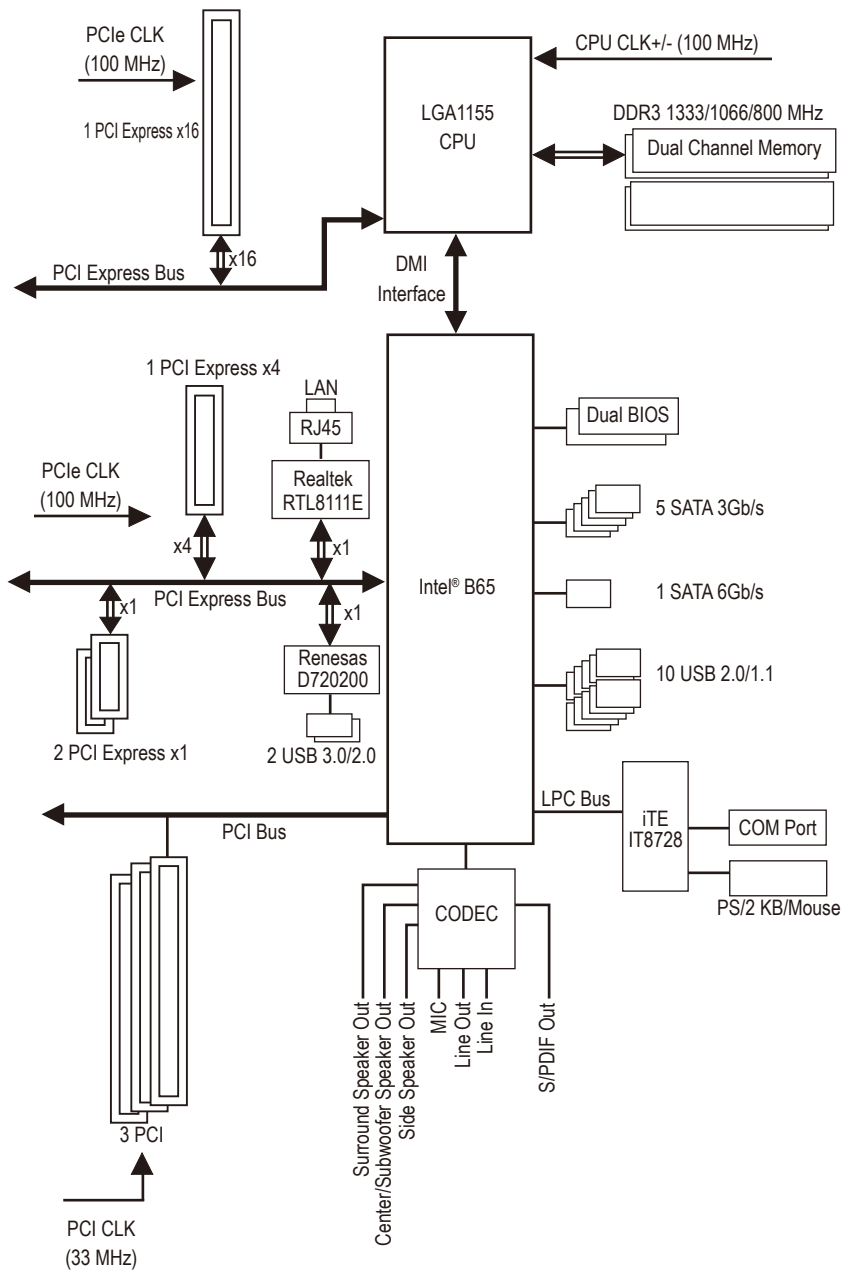 PCIe CLK
(100 MHz)
1 PCI Express x16
x16
PCI Express Bus
LGA1155
CPU
CPU CLK+/- (100 MHz)
DDR3 1333/1066/800 MHz
Dual Channel Memory
DMI
Interface
1 PCI Express x4
LAN
RJ45
Realtek
RTL8111E
PCIe CLK
(100 MHz)
x4
x1
PCI Express Bus
x1
x1
Renesas
D720200
2 PCI Express x1
2 USB 3.0/2.0
Intel® B65
Dual BIOS
5 SATA 3Gb/s
1 SATA 6Gb/s
10 USB 2.0/1.1
LPC Bus
iTE
IT8728
COM Port
PS/2 KB/Mouse
PCI Bus
CODEC
Surround Speaker Out
Center/Subwoofer Speaker Out
Side Speaker Out
MIC
Line Out
Line In
S/PDIF Out
3 PCI
PCI CLK
(33 MHz)